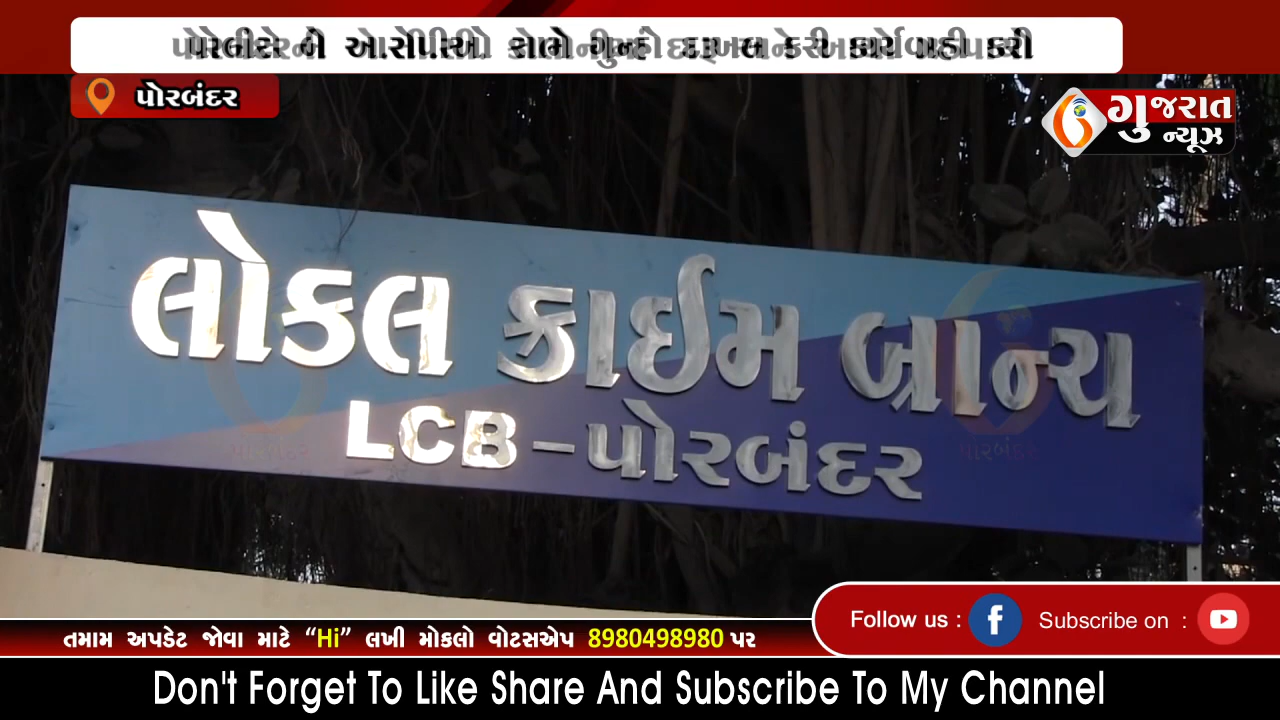 પોરબંદર
ગુજરાત
ન્યૂઝ
લોકલ ક્રાઈમ બ્રાન્ચ
LCB-પોરબંદર
Follow us :
Subscribe on :
તમામ અપડેટ જોવા માટે “Hi” લખી મોકલો વોટસએપ 8980498980 પર
Don't Forget To Like Share And Subscribe To My Channel